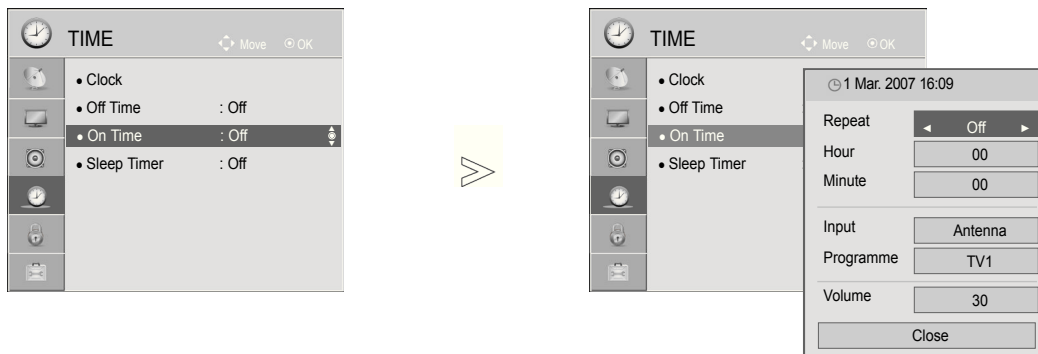 TIME
Move OK
• Clock
• Off Time : Off
• On Time : Off
• Sleep Timer : Off
TIME
Move OK
• Clock
• Off Time
• On Time
• Sleep Timer :
1 Mar. 2007 16:09
Repeat ◄ Off ►
Hour 00
Minute 00
Input Antenna
Programme TV1
Volume 30
Close